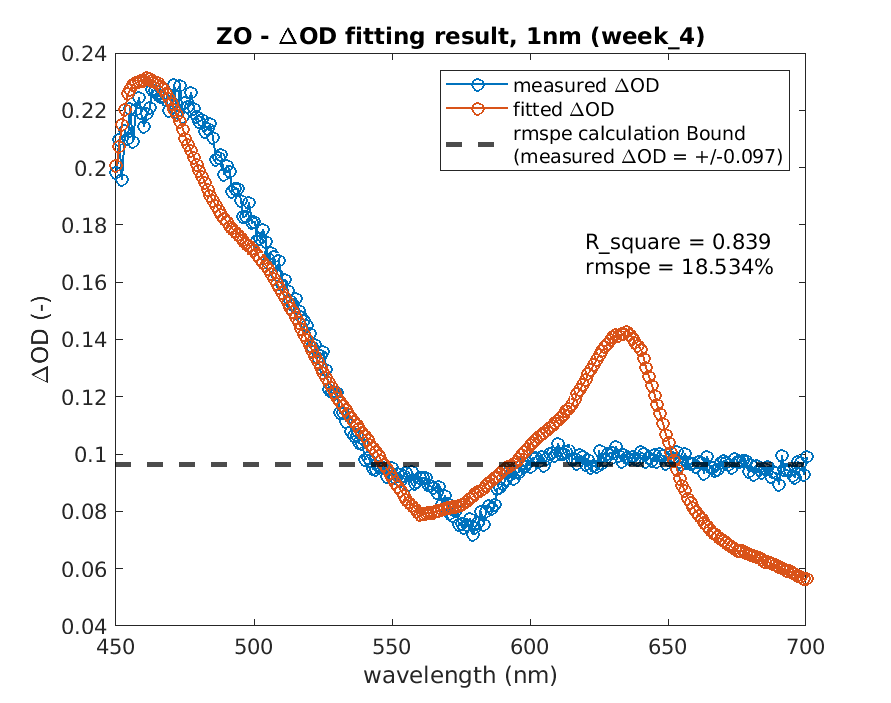 ZO - ΔOD fitting result, 1nm (week_4)
0.24
0.22
0.2
0.18
0.16
0.14
0.12
0.1
0.08
0.06
0.04
ΔOD (-)
measured ΔOD
fitted ΔOD
rmspe calculation Bound
(measured ΔOD = +/-0.097)
R_square = 0.839
rmspe = 18.534%
450
500
550
600
650
700
wavelength (nm)